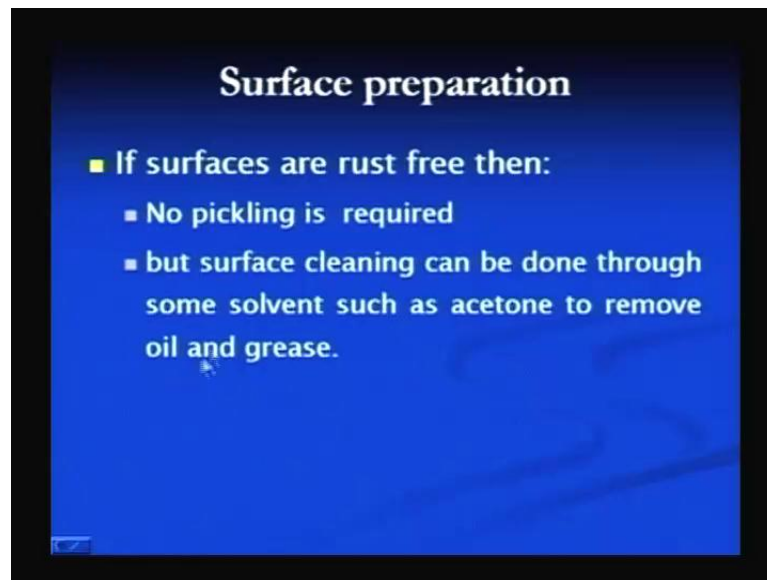 Surface preparation
If surfaces are rust free then:
No pickling is required
but surface cleaning can be done through
some solvent such as acetone to remove
oil and grease.